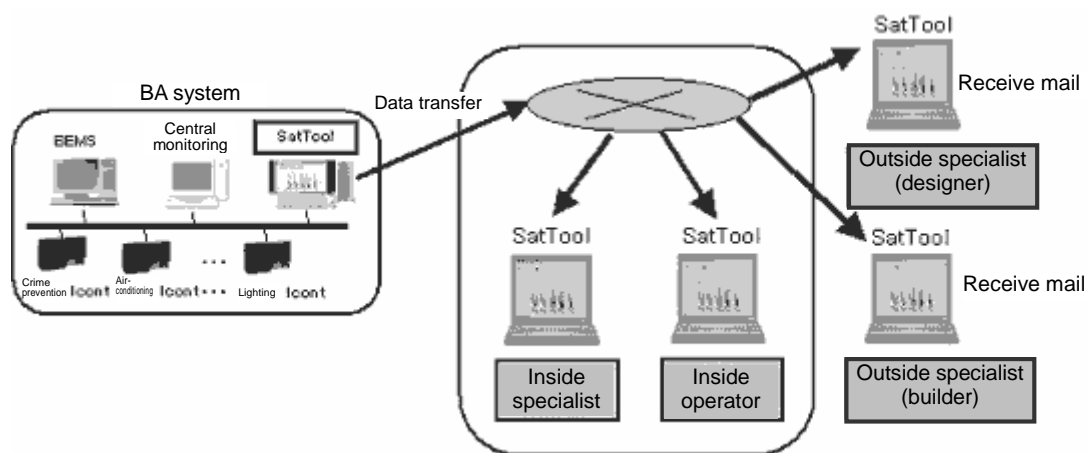 BA system
BEMS
Central
monitoring
SatTool
Crime
prevention
Icont
Air-
conditioning
Icont
Lighting
Icont
Data transfer
SatTool
Inside
specialist
SatTool
Inside
operator
SatTool
Receive mail
Outside specialist
(designer)
SatTool
Receive mail
Outside specialist
(builder)